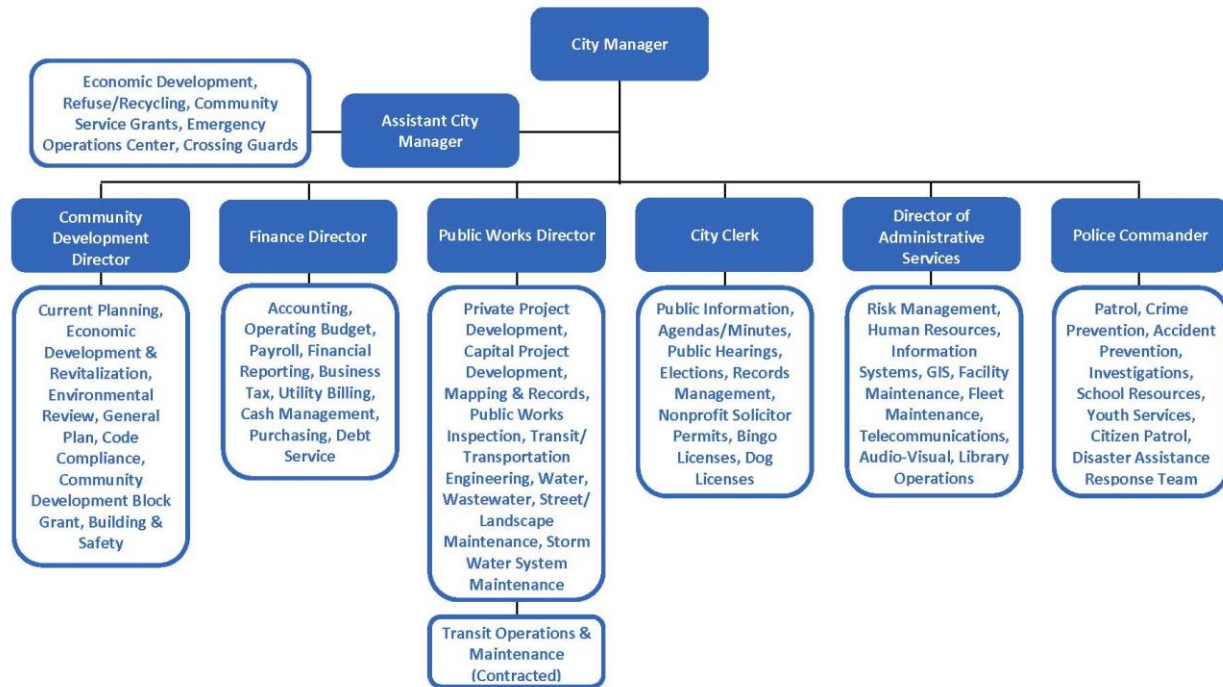 City Manager
Economic Development,
Refuse/Recycling, Community
Service Grants, Emergency
Operations Center, Crossing Guards
Assistant City
Manager
Community
Development
Director
Finance Director
Public Works Director
City Clerk
Director of
Administrative
Services
Police Commander
Current Planning,
Economic
Development &
Revitalization,
Environmental
Review, General
Plan, Code
Compliance,
Community
Development Block
Grant, Building &
Safety
Accounting,
Operating Budget,
Payroll, Financial
Reporting, Business
Tax, Utility Billing,
Cash Management,
Purchasing, Debt
Service
Private Project
Development,
Capital Project
Development,
Mapping & Records,
Public Works
Inspection, Transit/
Transportation
Engineering, Water,
Wastewater, Street/
Landscape
Maintenance, Storm
Water System
Maintenance
Public Information,
Agendas/Minutes,
Public Hearings,
Elections, Records
Management,
Nonprofit Solicitor
Permits, Bingo
Licenses, Dog
Licenses
Risk Management,
Human Resources,
Information
Systems, GIS, Facility
Maintenance, Fleet
Maintenance,
Telecommunications,
Audio-Visual, Library
Operations
Patrol, Crime
Prevention, Accident
Prevention,
Investigations,
School Resources,
Youth Services,
Citizen Patrol,
Disaster Assistance
Response Team
Transit Operations &
Maintenance
(Contracted)